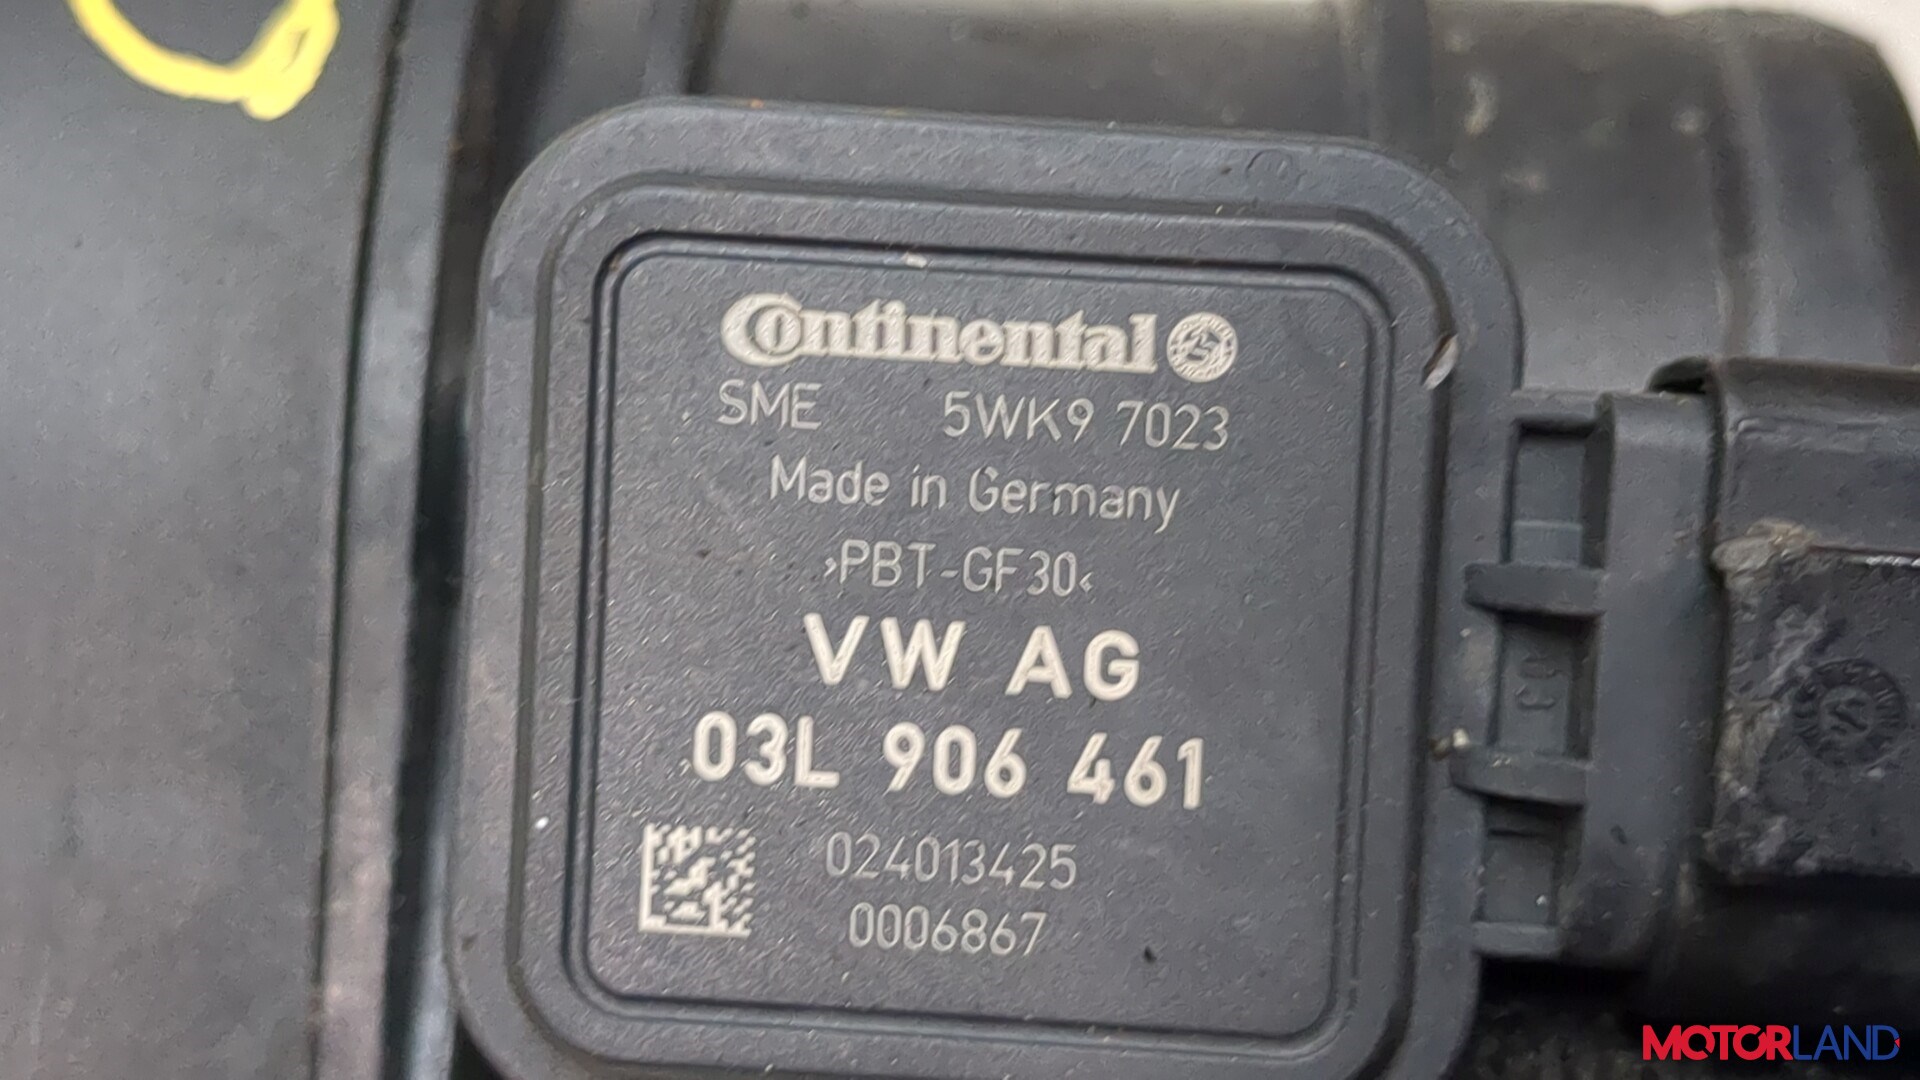 Continental
SME 5WK9 7023
Made in Germany
›PBT-GF30‹
VW AG
03L 906 461
024013425
0006867
MOTORLAND